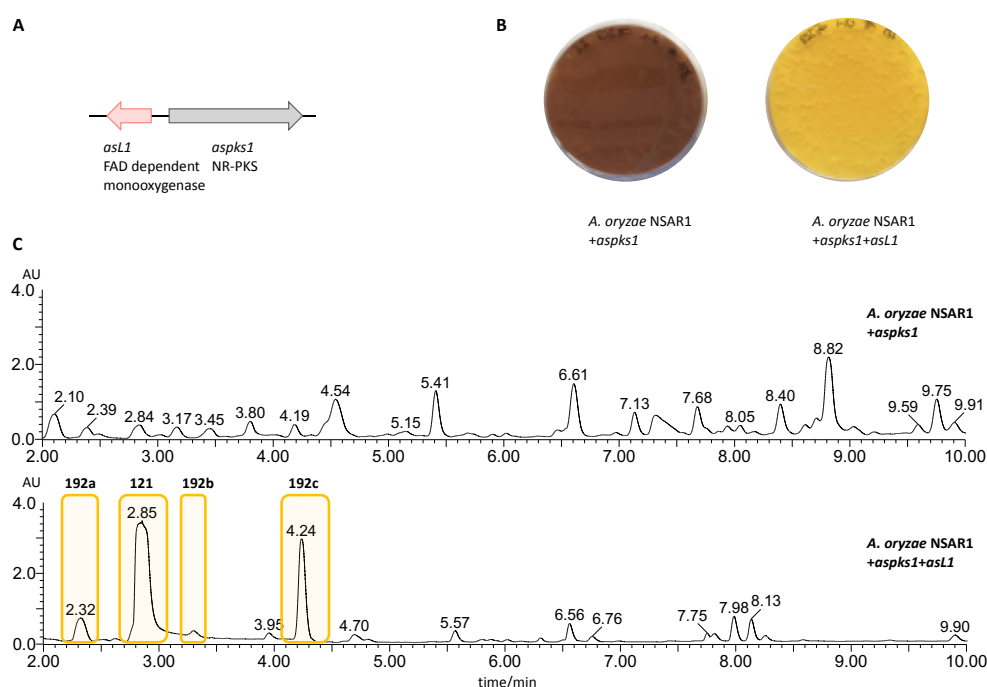 A
B
asL1
FAD dependent
monooxygenase
aspks1
NR-PKS
A. oryzae NSAR1
+aspks1
A. oryzae NSAR1
+aspks1+asL1
C
AU
4.0
2.0
0.0
A. oryzae NSAR1
+aspks1
2.10
2.39
2.84
3.17
3.45
3.80
4.19
4.54
5.15
5.41
6.61
7.13
7.68
8.05
8.40
8.82
9.59
9.75
9.91
2.00 3.00 4.00 5.00 6.00 7.00 8.00 9.00 10.00
AU
192a 121 192b 192c
4.0
2.0
0.0
A. oryzae NSAR1
+aspks1+asL1
2.32
2.85
3.95
4.24
4.70
5.57
6.56
6.76
7.75
7.98
8.13
9.90
2.00 3.00 4.00 5.00 6.00 7.00 8.00 9.00 10.00
time/min